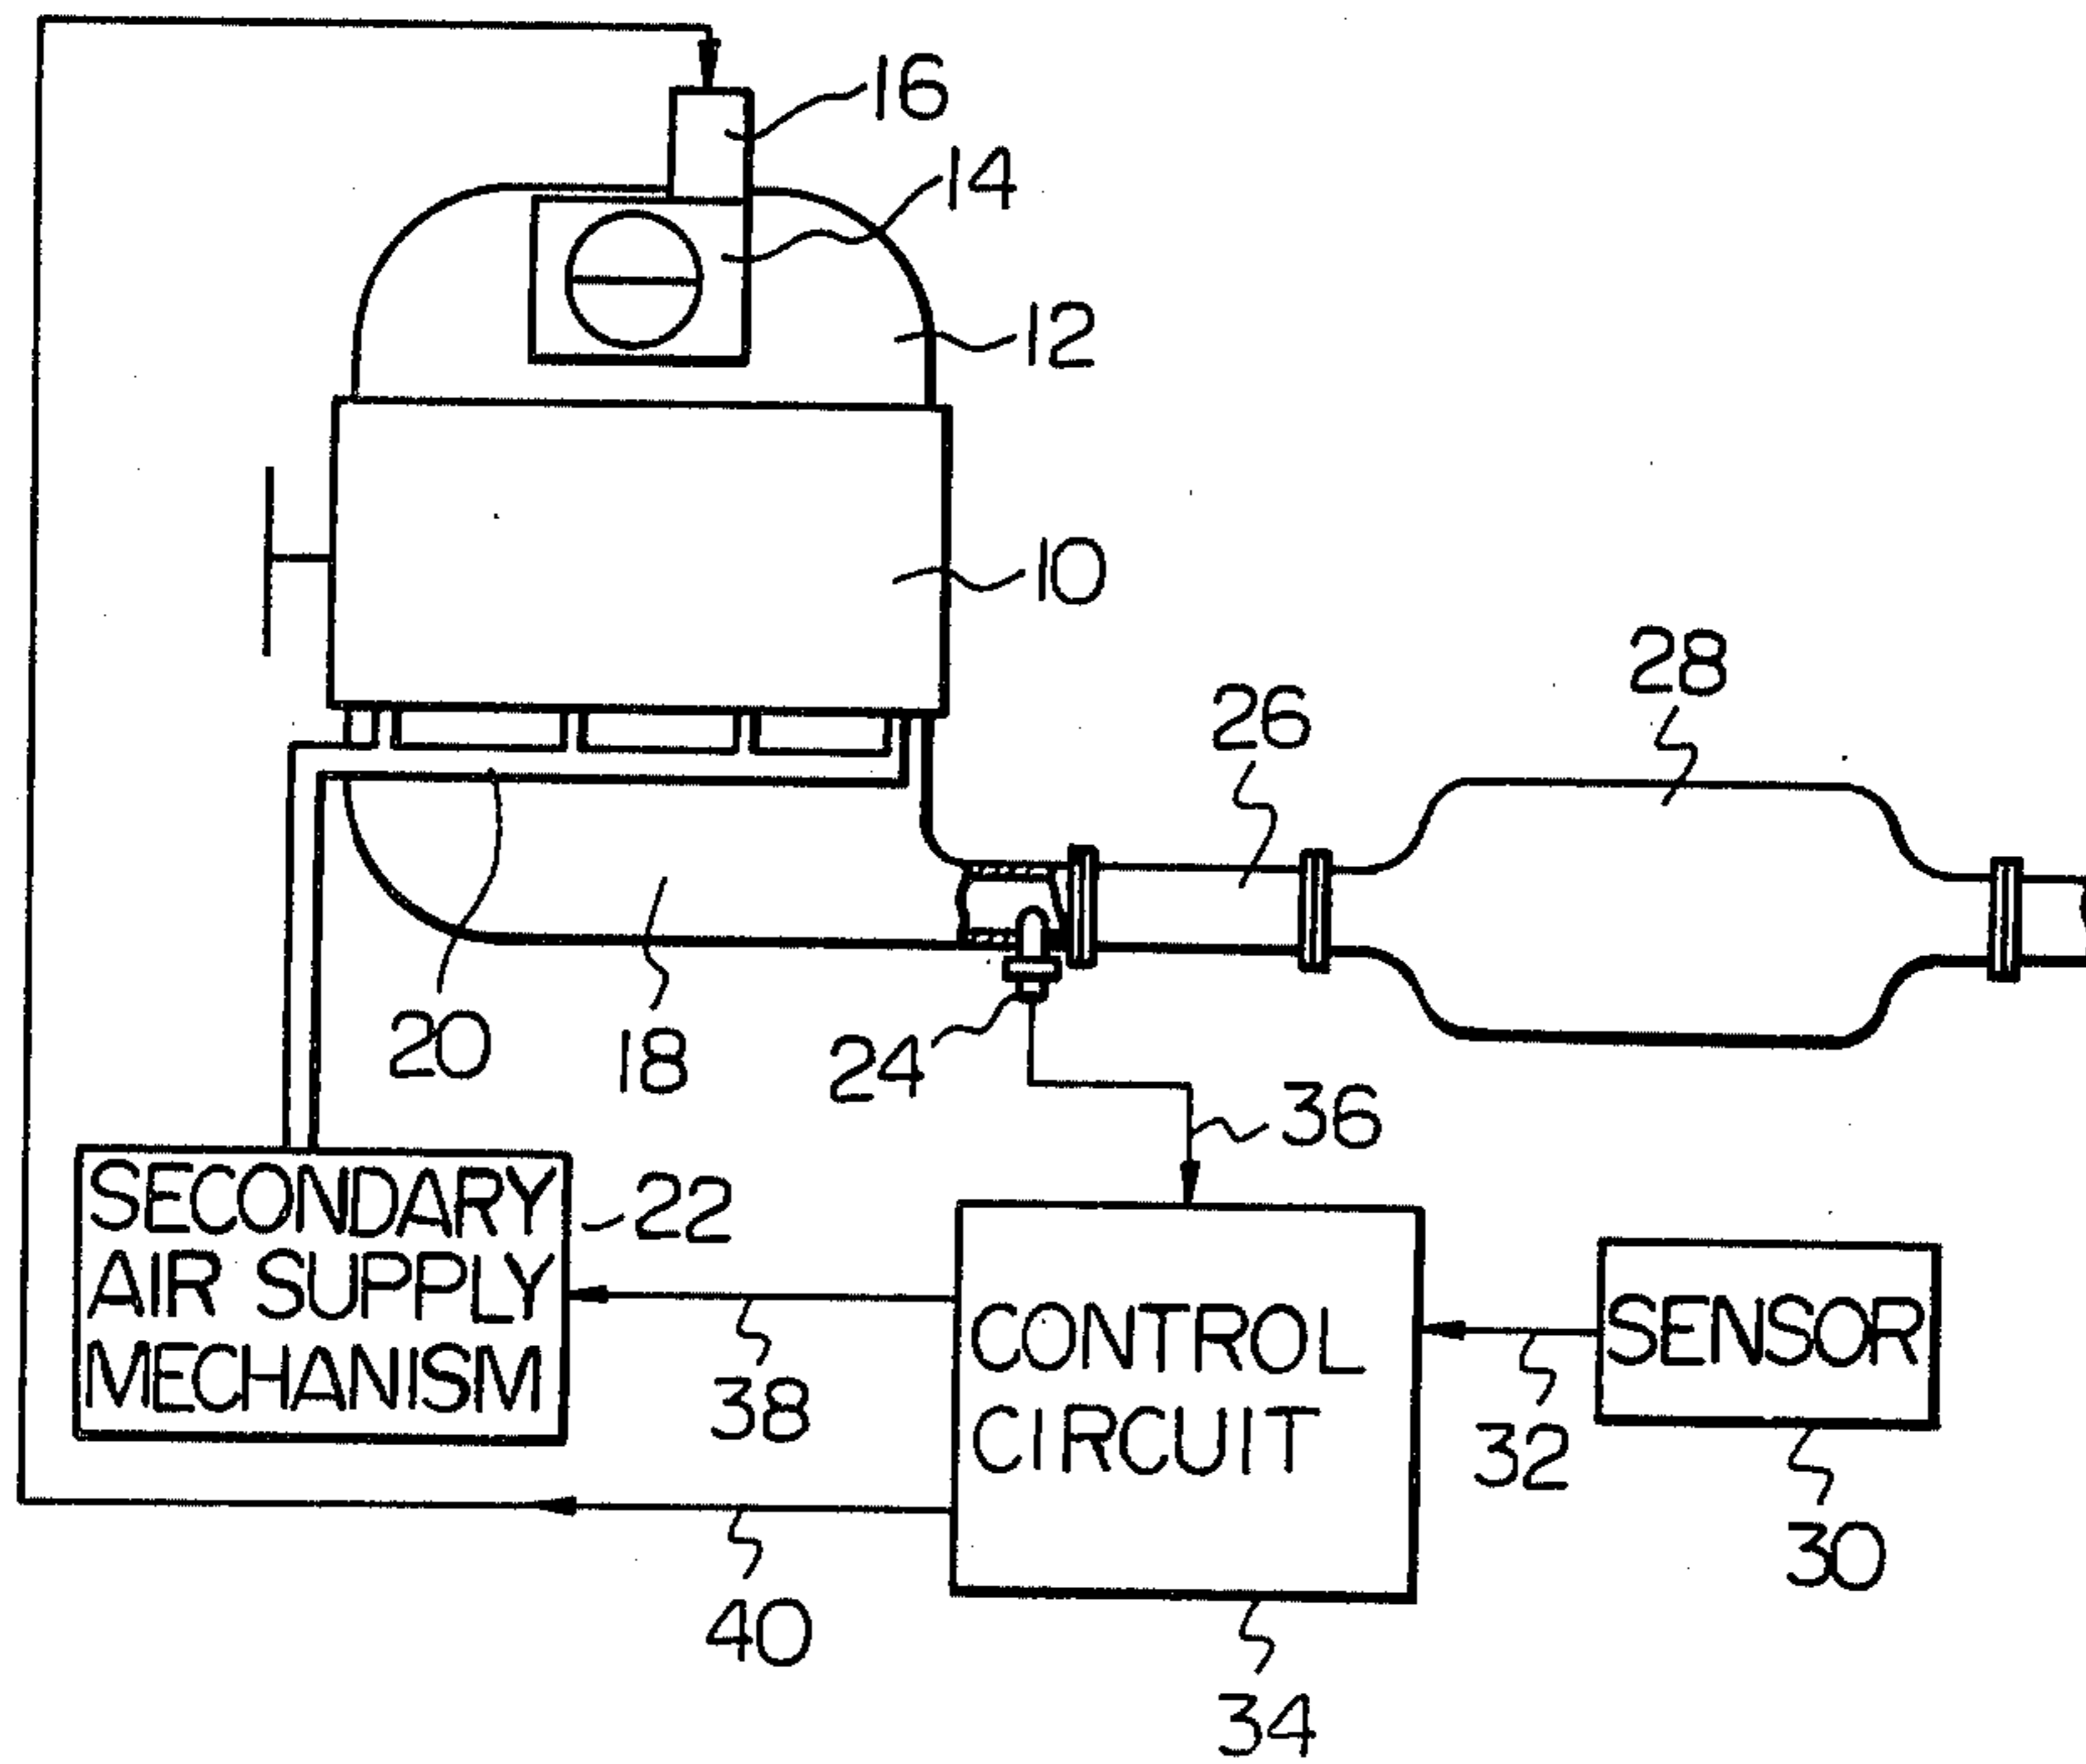 16
14
12
10
28
26
20
18
24
36
SECONDARY
AIR SUPPLY
MECHANISM
22
CONTROL
CIRCUIT
SENSOR
38
32
30
40
34